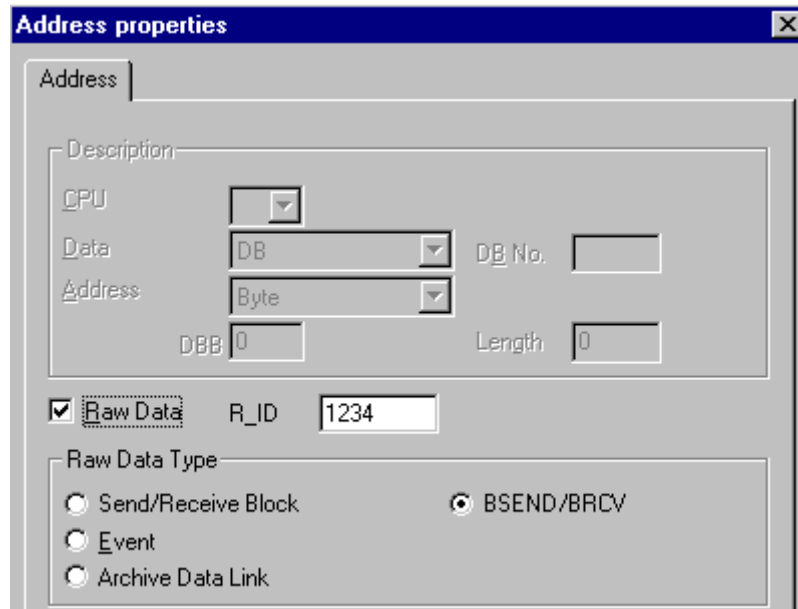 Address properties
Address
Description
CPU
Data DB DB No.
Address Byte
DBB 0 Length 0
Raw Data R_ID 1234
Raw Data Type
Send/Receive Block BSEND/BRCV
Event
Archive Data Link